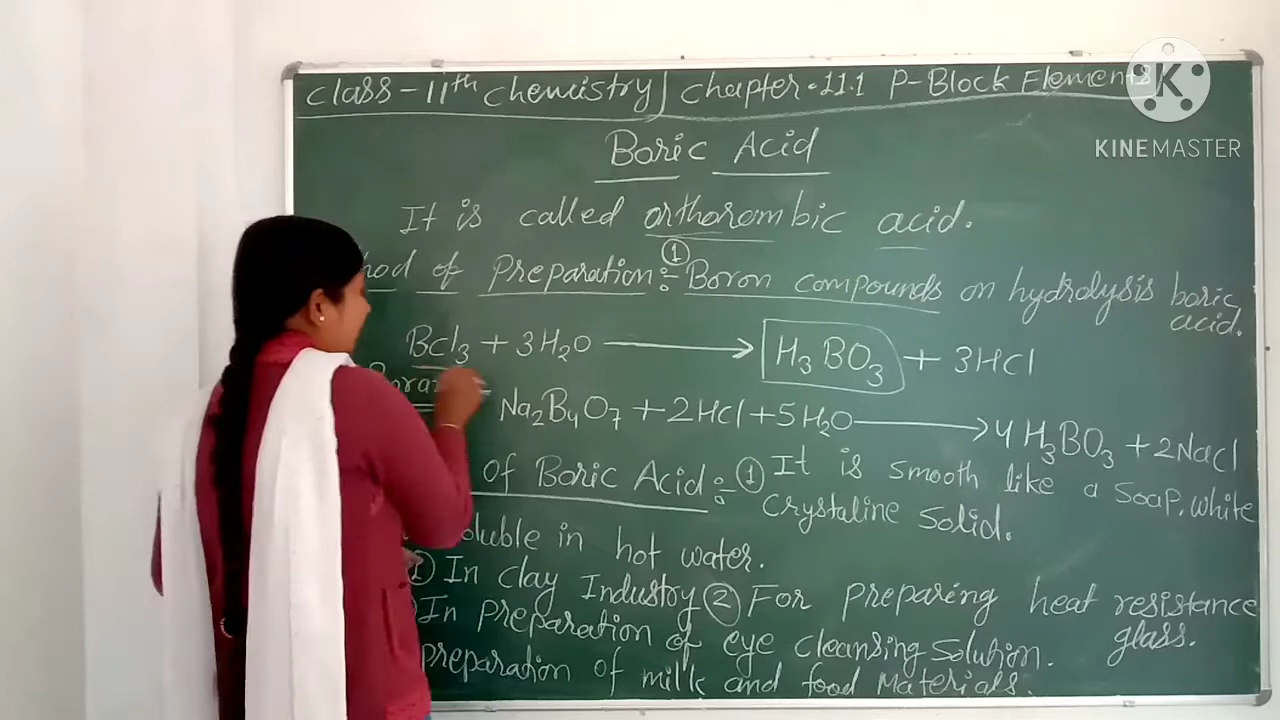 Class - 11th Chemistry | Chapter · 11.1 P-Block Elements
K
KINEMASTER
Boric Acid
It is called orthorombic acid.
of Preparation :- ① Boron compounds on hydrolysis boric acid.
BCl3 + 3H2O ⟶ H3BO3 + 3HCl
Na2B4O7 + 2HCl + 5H2O ⟶ 4H3BO3 + 2NaCl
of Boric Acid :- ① It is smooth like a soap, white
Crystaline Solid.
in hot water.
① In clay Industry ② For preparing heat resistance glass.
In preparation of eye cleansing solution.
preparation of milk and food materials.